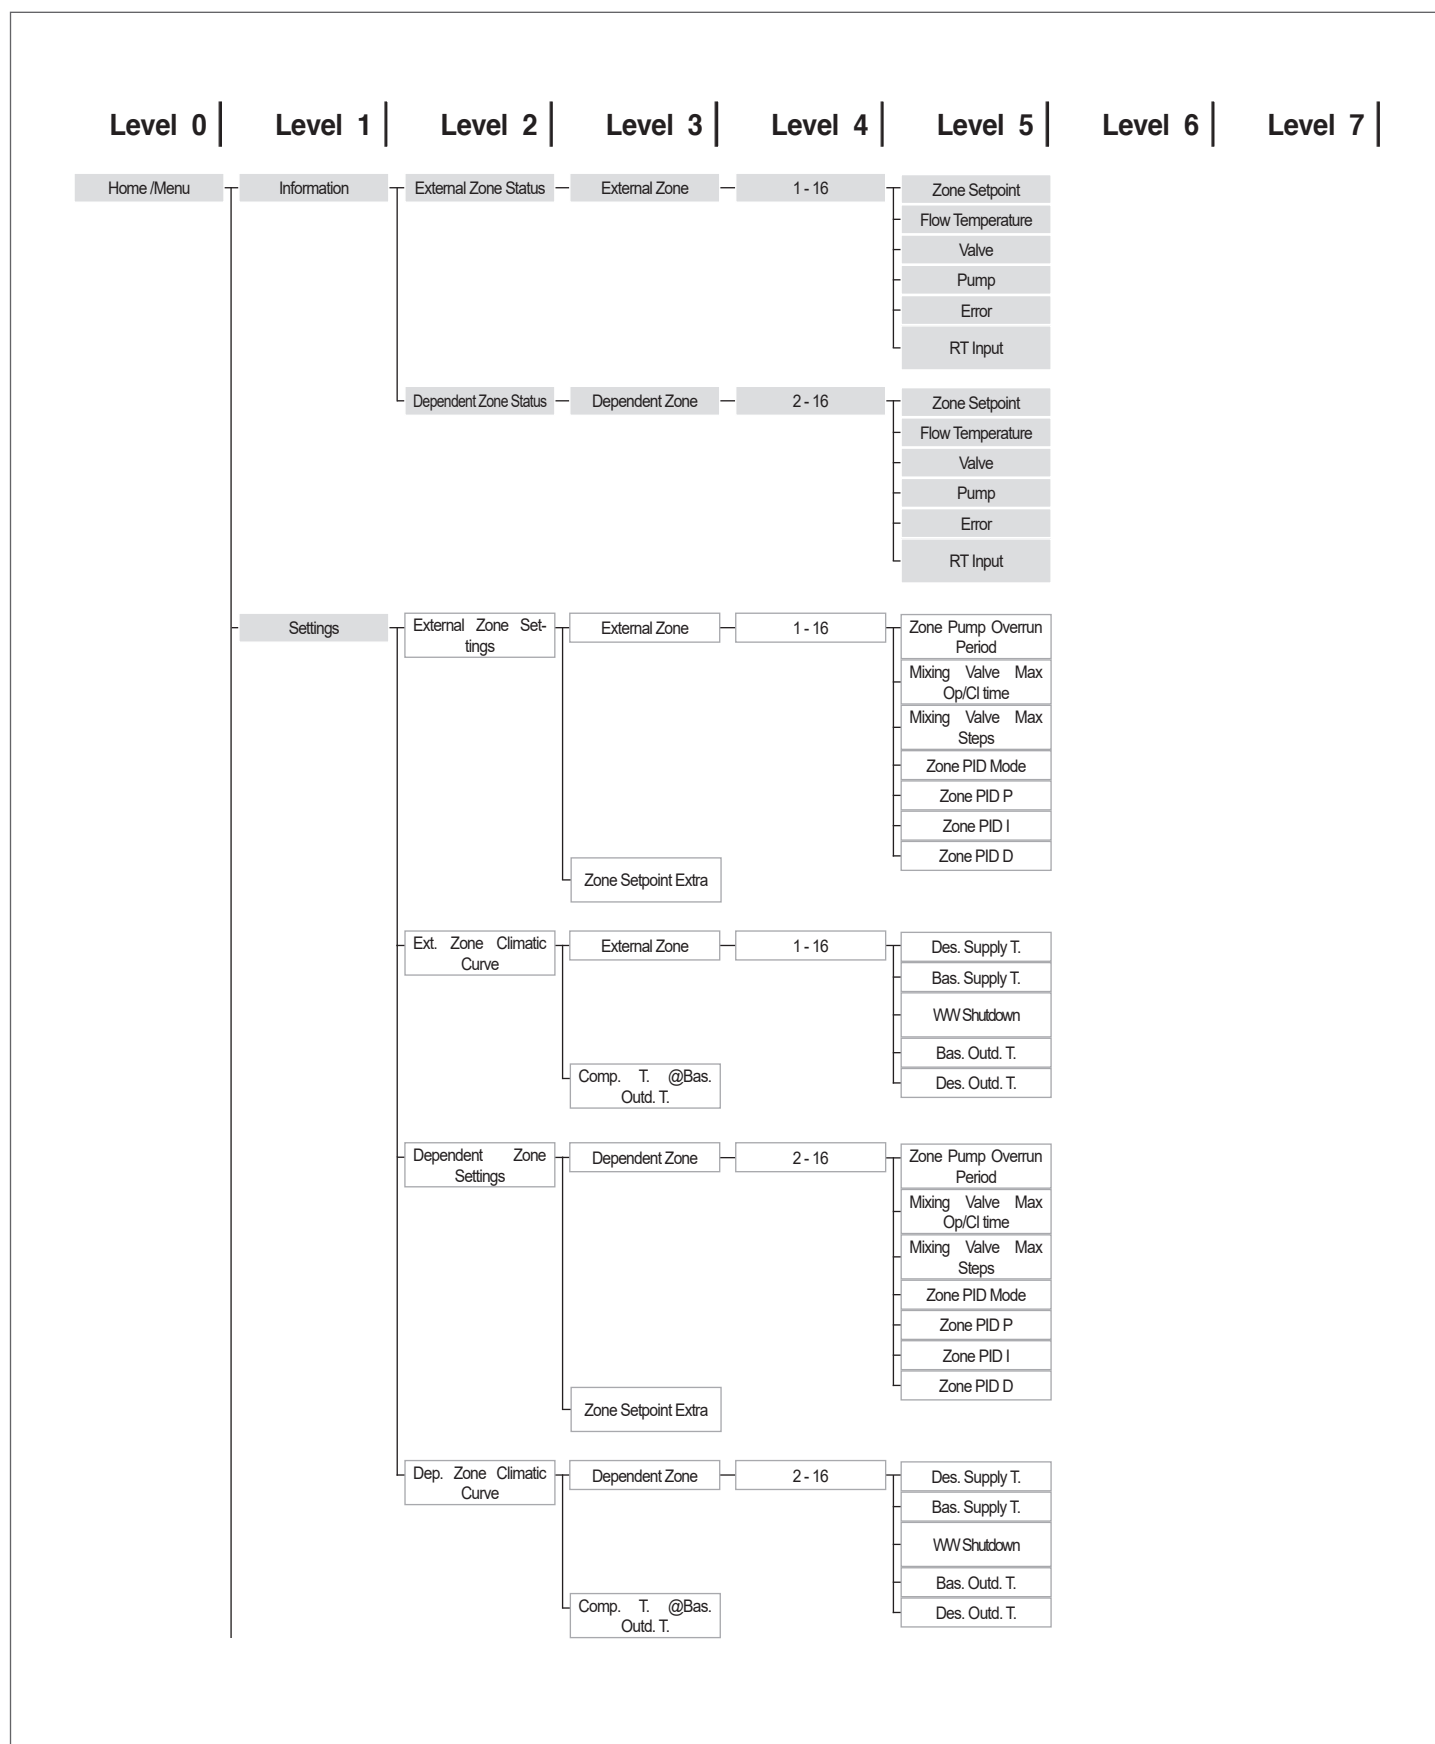 Level 0
Level 1
Level 2
Level 3
Level 4
Level 5
Level 6
Level 7
Home /Menu
Information
External Zone Status
External Zone
1 - 16
Zone Setpoint
Flow Temperature
Valve
Pump
Error
RT Input
Dependent Zone Status
Dependent Zone
2 - 16
Zone Setpoint
Flow Temperature
Valve
Pump
Error
RT Input
Settings
External Zone Set-
tings
External Zone
1 - 16
Zone Pump Overrun
Period
Mixing Valve Max
Op/Cl time
Mixing Valve Max
Steps
Zone PID Mode
Zone PID P
Zone PID I
Zone PID D
Zone Setpoint Extra
Ext. Zone Climatic
Curve
External Zone
1 - 16
Des. Supply T.
Bas. Supply T.
WW Shutdown
Bas. Outd. T.
Des. Outd. T.
Comp. T. @Bas.
Outd. T.
Dependent Zone
Settings
Dependent Zone
2 - 16
Zone Pump Overrun
Period
Mixing Valve Max
Op/Cl time
Mixing Valve Max
Steps
Zone PID Mode
Zone PID P
Zone PID I
Zone PID D
Zone Setpoint Extra
Dep. Zone Climatic
Curve
Dependent Zone
2 - 16
Des. Supply T.
Bas. Supply T.
WW Shutdown
Bas. Outd. T.
Des. Outd. T.
Comp. T. @Bas.
Outd. T.